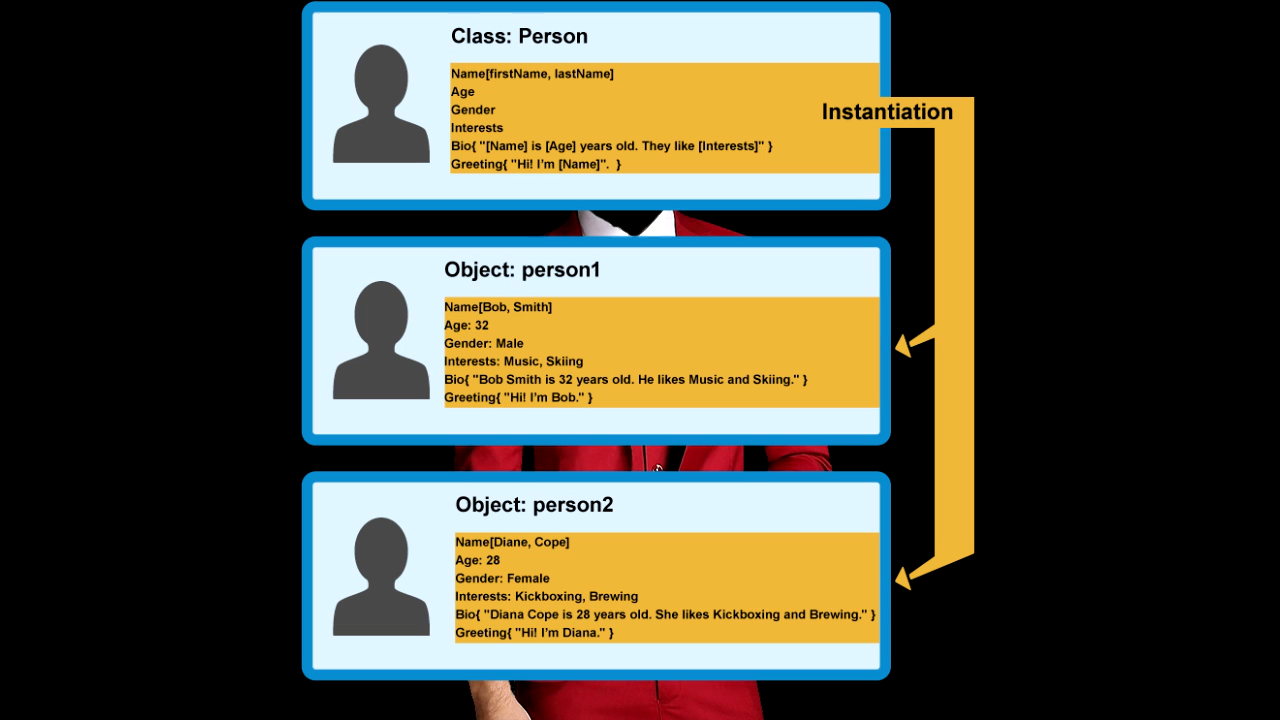 Class: Person
Name[firstName, lastName]
Age
Gender
Interests
Bio{ "[Name] is [Age] years old. They like [Interests]" }
Greeting{ "Hi! I'm [Name]".  }
Instantiation
Object: person1
Name[Bob, Smith]
Age: 32
Gender: Male
Interests: Music, Skiing
Bio{ "Bob Smith is 32 years old. He likes Music and Skiing." }
Greeting{ "Hi! I'm Bob." }
Object: person2
Name[Diane, Cope]
Age: 28
Gender: Female
Interests: Kickboxing, Brewing
Bio{ "Diana Cope is 28 years old. She likes Kickboxing and Brewing." }
Greeting{ "Hi! I'm Diana." }